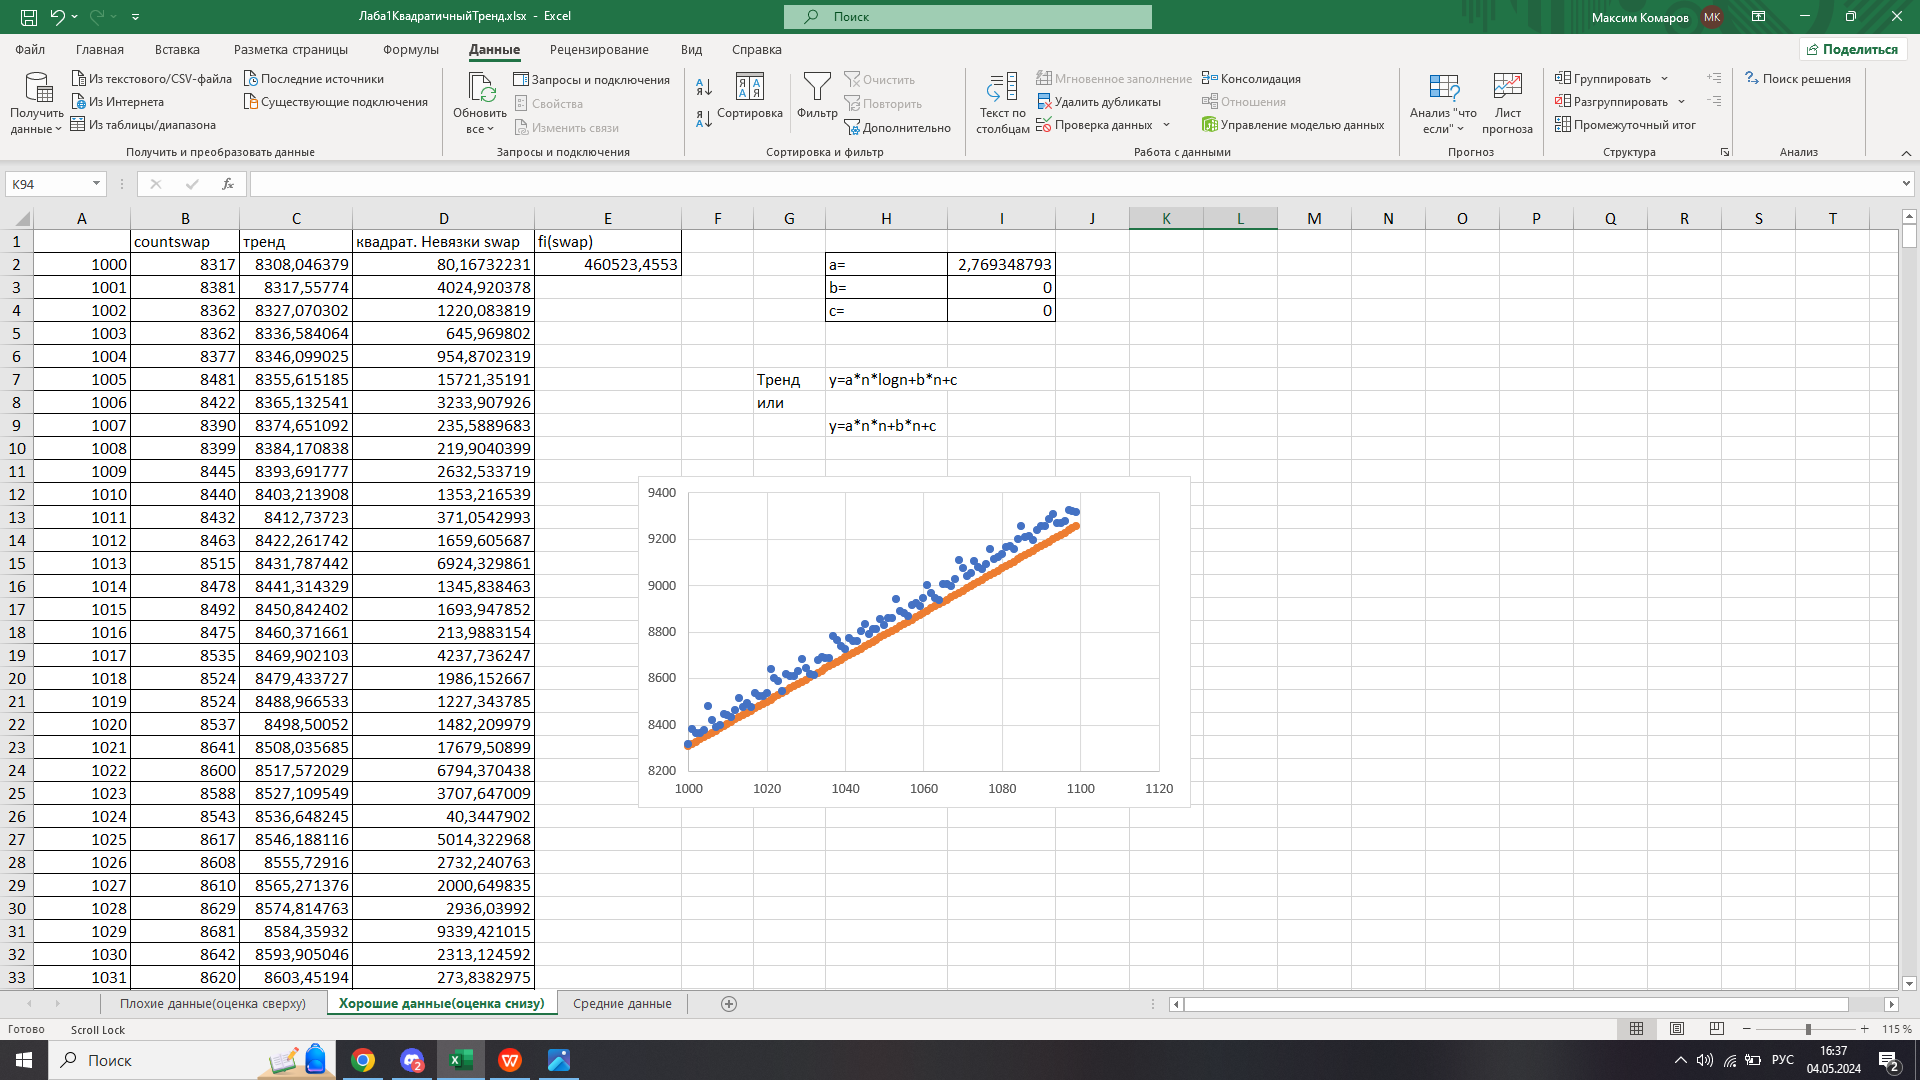 Лаба1КвадратичныйТренд.xlsx - Excel
Поиск
Максим Комаров
МК
Файл Главная Вставка Разметка страницы Формулы Данные Рецензирование Вид Справка
Поделиться
Получить данные
Из текстового/CSV-файла
Из Интернета
Из таблицы/диапазона
Последние источники
Существующие подключения
Получить и преобразовать данные
Обновить все
Запросы и подключения
Свойства
Изменить связи
Запросы и подключения
Сортировка
Фильтр
Очистить
Повторить
Дополнительно
Сортировка и фильтр
Текст по столбцам
Мгновенное заполнение
Удалить дубликаты
Проверка данных
Консолидация
Отношения
Управление моделью данных
Работа с данными
Анализ "что если"
Лист прогноза
Прогноз
Группировать
Разгруппировать
Промежуточный итог
Структура
Поиск решения
Анализ
K94
fx
A B C D E F G H I J K L M N O P Q R S T
1 countswap тренд квадрат. Невязки swap fi(swap)
2 1000 8317 8308,046379 80,16732231 460523,4553 a= 2,769348793
3 1001 8381 8317,55774 4024,920378 b= 0
4 1002 8362 8327,070302 1220,083819 c= 0
5 1003 8362 8336,584064 645,969802
6 1004 8377 8346,099025 954,8702319
7 1005 8481 8355,615185 15721,35191 Тренд y=a*n*logn+b*n+c
8 1006 8422 8365,132541 3233,907926 или
9 1007 8390 8374,651092 235,5889683 y=a*n*n+b*n+c
10 1008 8399 8384,170838 219,9040399
11 1009 8445 8393,691777 2632,533719
12 1010 8440 8403,213908 1353,216539
13 1011 8432 8412,73723 371,0542993
14 1012 8463 8422,261742 1659,605687
15 1013 8515 8431,787442 6924,329861
16 1014 8478 8441,314329 1345,838463
17 1015 8492 8450,842402 1693,947852
18 1016 8475 8460,371661 213,9883154
19 1017 8535 8469,902103 4237,736247
20 1018 8524 8479,433727 1986,152667
21 1019 8524 8488,966533 1227,343785
22 1020 8537 8498,50052 1482,209979
23 1021 8641 8508,035685 17679,50899
24 1022 8600 8517,572029 6794,370438
25 1023 8588 8527,109549 3707,647009
26 1024 8543 8536,648245 40,3447902
27 1025 8617 8546,188116 5014,322968
28 1026 8608 8555,72916 2732,240763
29 1027 8610 8565,271376 2000,649835
30 1028 8629 8574,814763 2936,03992
31 1029 8681 8584,35932 9339,421015
32 1030 8642 8593,905046 2313,124592
33 1031 8620 8603,45194 273,8382975
9400
9200
9000
8800
8600
8400
8200
1000 1020 1040 1060 1080 1100 1120
Плохие данные(оценка сверху) Хорошие данные(оценка снизу) Средние данные
Готово Scroll Lock
115 %
Поиск
2
РУС
16:37
04.05.2024
2